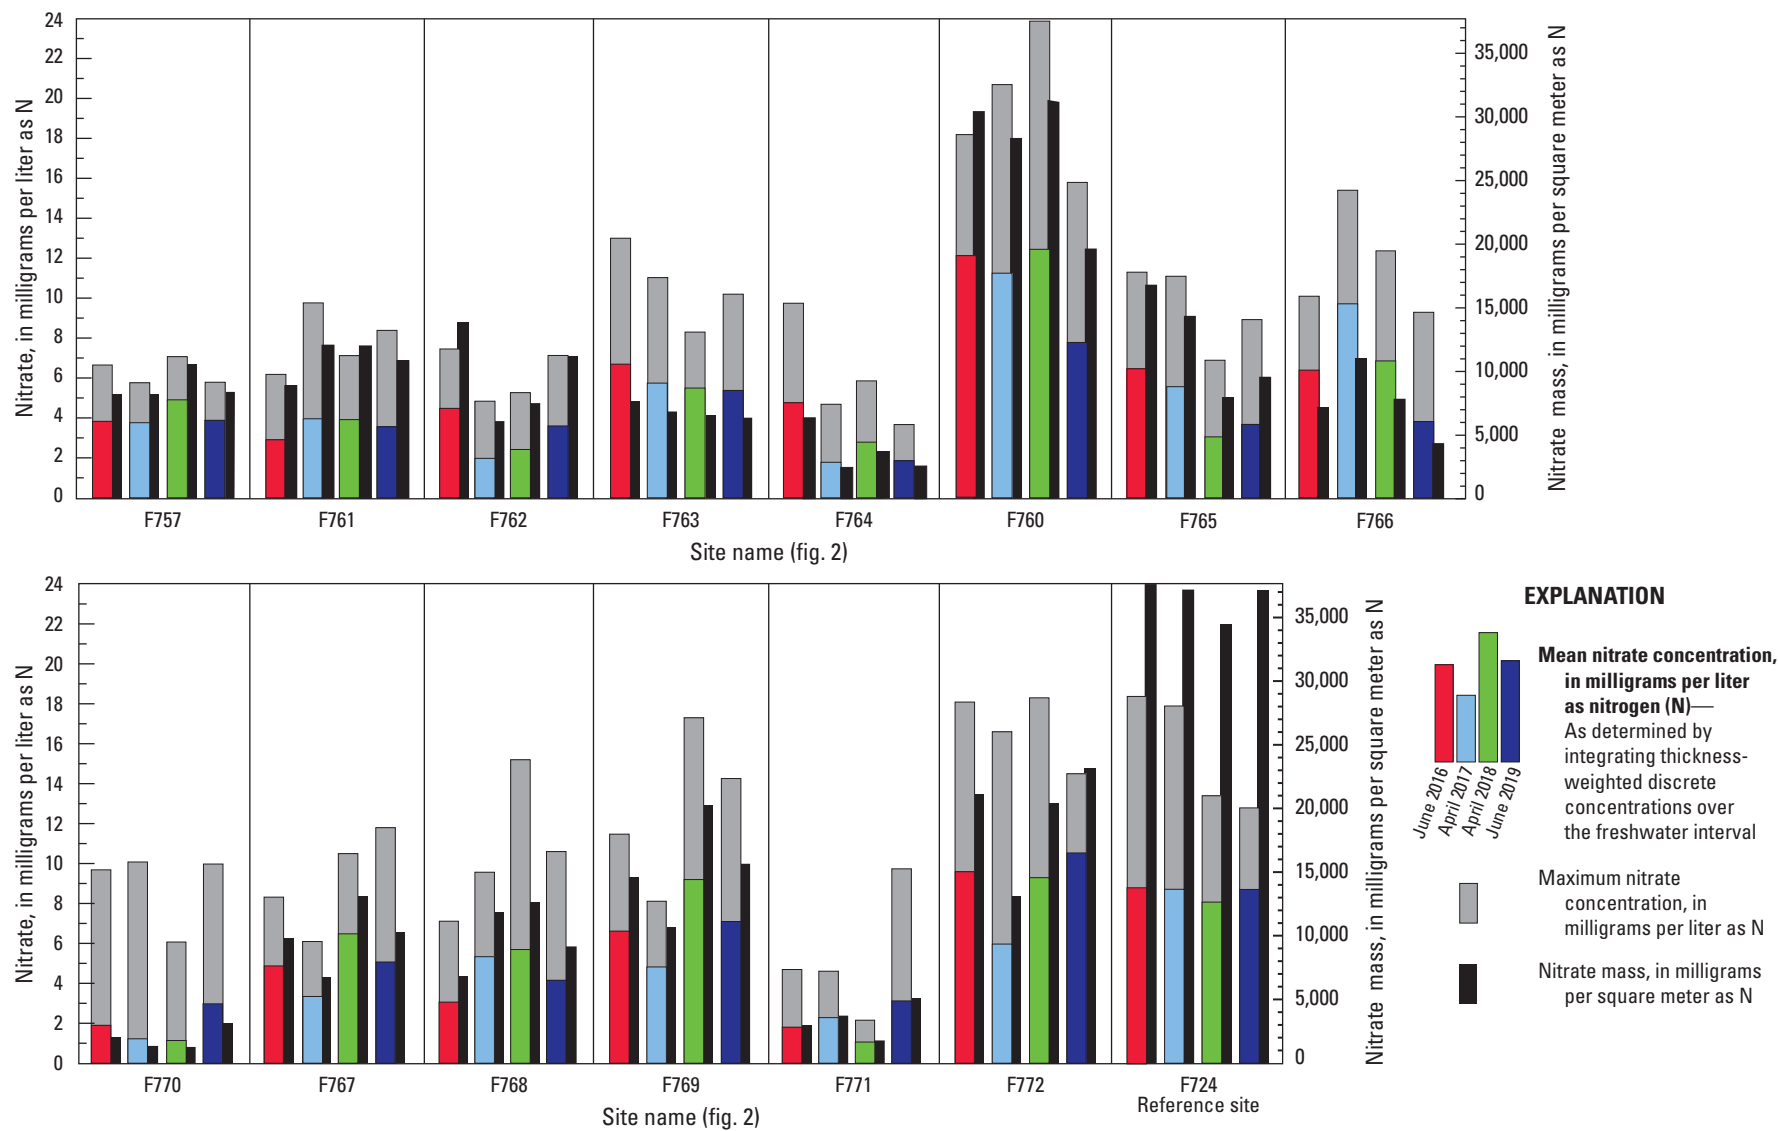 Nitrate, in milligrams per liter as N
24
22
20
18
16
14
12
10
8
6
4
2
0
35,000
30,000
25,000
20,000
15,000
10,000
5,000
0
Nitrate mass, in milligrams per square meter as N
F757 F761 F762 F763 F764 F760 F765 F766
Site name (fig. 2)
Nitrate, in milligrams per liter as N
24
22
20
18
16
14
12
10
8
6
4
2
0
35,000
30,000
25,000
20,000
15,000
10,000
5,000
0
Nitrate mass, in milligrams per square meter as N
F770 F767 F768 F769 F771 F772 F724
Reference site
Site name (fig. 2)
EXPLANATION
June 2016
April 2017
April 2018
June 2019
Mean nitrate concentration,
in milligrams per liter
as nitrogen (N)—
As determined by
integrating thickness-
weighted discrete
concentrations over
the freshwater interval
Maximum nitrate
concentration, in
milligrams per liter as N
Nitrate mass, in milligrams
per square meter as N